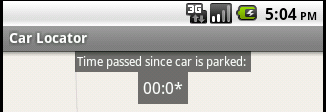 3G 5:04 PM
Car Locator
Time passed since car is parked:
00:0*